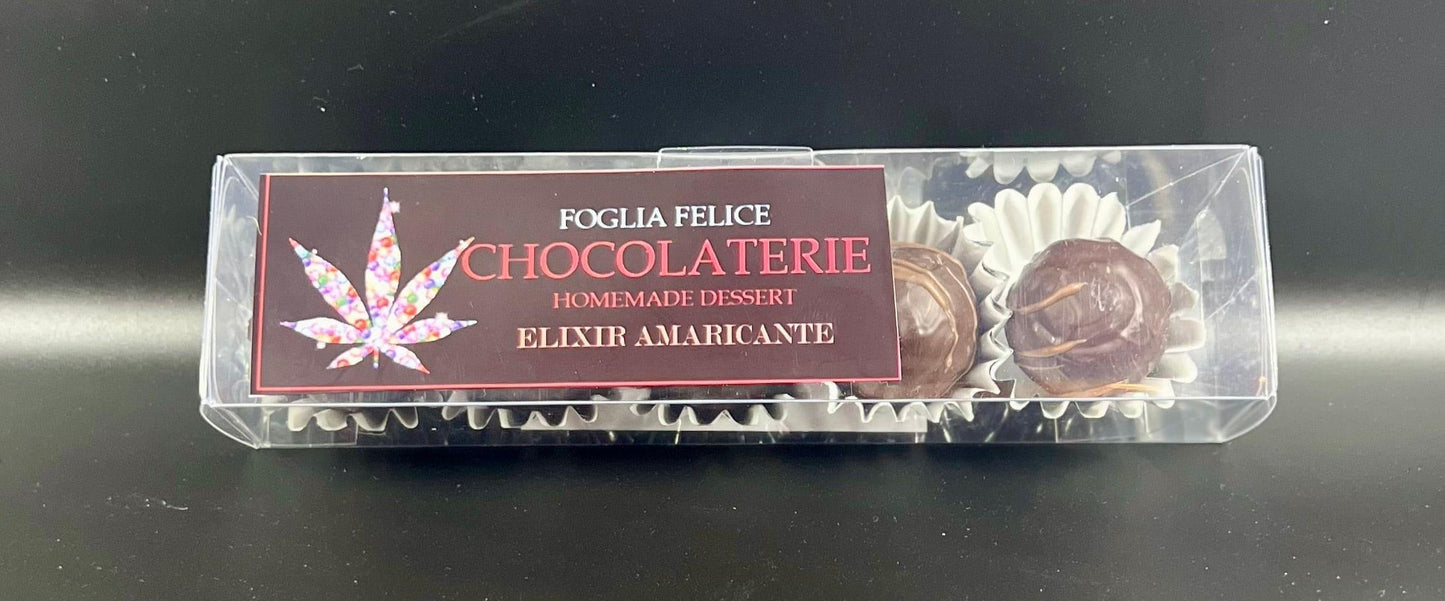 FOGLIA FELICE
CHOCOLATERIE
HOMEMADE DESSERT
ELIXIR AMARICANTE